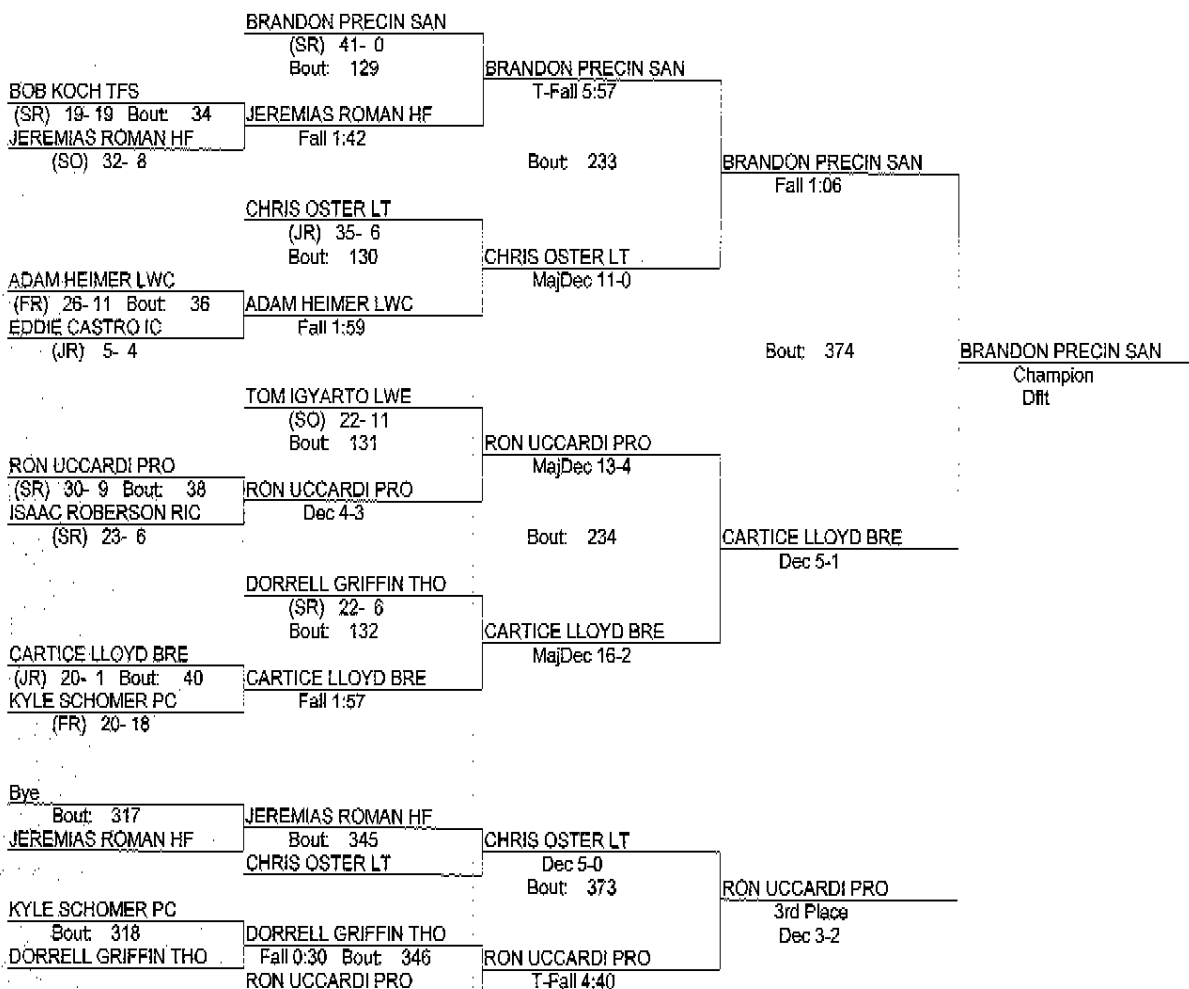 BRANDON PRECIN SAN
(SR) 41- 0
Bout: 129
BRANDON PRECIN SAN
T-Fall 5:57
BOB KOCH TFS
(SR) 19- 19 Bout: 34
JEREMIAS ROMAN HF
JEREMIAS ROMAN HF
Fall 1:42
(SO) 32- 8
Bout: 233
BRANDON PRECIN SAN
Fall 1:06
CHRIS OSTER LT
(JR) 35- 6
Bout: 130
CHRIS OSTER LT
MajDec 11-0
ADAM HEIMER LWC
(FR) 26- 11 Bout: 36
ADAM HEIMER LWC
EDDIE CASTRO IC
Fall 1:59
(JR) 5- 4
Bout: 374
BRANDON PRECIN SAN
Champion
Dflt
TOM IGYARTO LWE
(SO) 22- 11
Bout: 131
RON UCCARDI PRO
MajDec 13-4
RON UCCARDI PRO
(SR) 30- 9 Bout: 38
RON UCCARDI PRO
ISAAC ROBERSON RIC
Dec 4-3
(SR) 23- 6
Bout: 234
CARTICE LLOYD BRE
Dec 5-1
DORRELL GRIFFIN THO
(SR) 22- 6
Bout: 132
CARTICE LLOYD BRE
MajDec 16-2
CARTICE LLOYD BRE
(JR) 20- 1 Bout: 40
CARTICE LLOYD BRE
KYLE SCHOMER PC
Fall 1:57
(FR) 20- 18
Bye
Bout: 317
JEREMIAS ROMAN HF
JEREMIAS ROMAN HF
Bout: 345
CHRIS OSTER LT
CHRIS OSTER LT
Dec 5-0
Bout: 373
RON UCCARDI PRO
3rd Place
Dec 3-2
KYLE SCHOMER PC
Bout: 318
DORRELL GRIFFIN THO
DORRELL GRIFFIN THO
Fall 0:30 Bout: 346
RON UCCARDI PRO
RON UCCARDI PRO
T-Fall 4:40